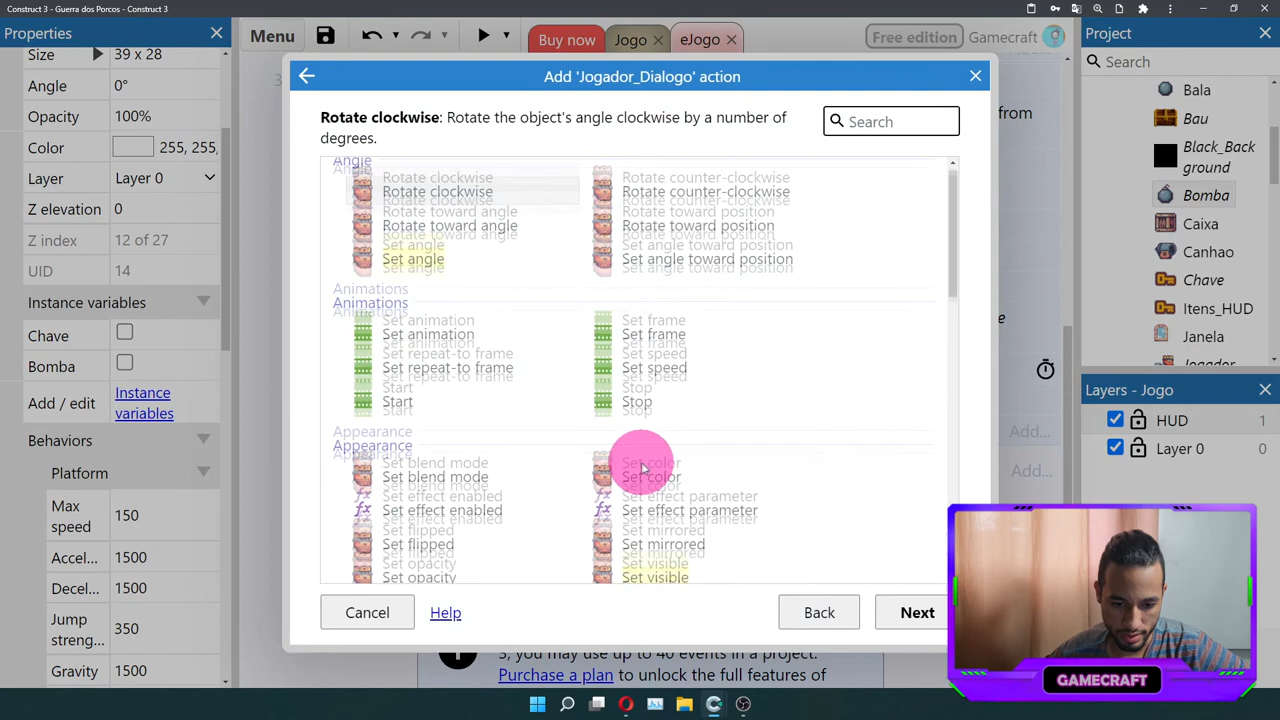 Construct 3 - Guerra dos Porcos - Construct 3
Properties
Size 39 x 28
Angle 0°
Opacity 100%
Color 255, 255,
Layer Layer 0
Z elevation 0
Z index 12 of 27
UID 14
Instance variables
Chave
Bomba
Add / edit Instance variables
Behaviors
Platform
Max speed 150
Accel... 1500
Decel... 1500
Jump streng... 350
Gravity 1500
Menu
Buy now
Jogo
eJogo
Free edition
Gamecraft
Add 'Jogador_Dialogo' action
Rotate clockwise: Rotate the object's angle clockwise by a number of
degrees.
Search
Angle
Rotate clockwise Rotate counter-clockwise
Rotate toward angle Rotate toward position
Set angle Set angle toward position
Animations
Set animation Set frame
Set repeat-to frame Set speed
Start Stop
Appearance
Set blend mode Set color
Set effect enabled Set effect parameter
Set flipped Set mirrored
Set opacity Set visible
Cancel
Help
Back
Next
from
Add...
Add...
3, you may use up to 40 events in a project.
Purchase a plan to unlock the full features of
Project
Search
Bala
Bau
Black_Back
ground
Bomba
Caixa
Canhao
Chave
Itens_HUD
Janela
Jogador
Layers - Jogo
HUD 1
Layer 0 0
GAMECRAFT